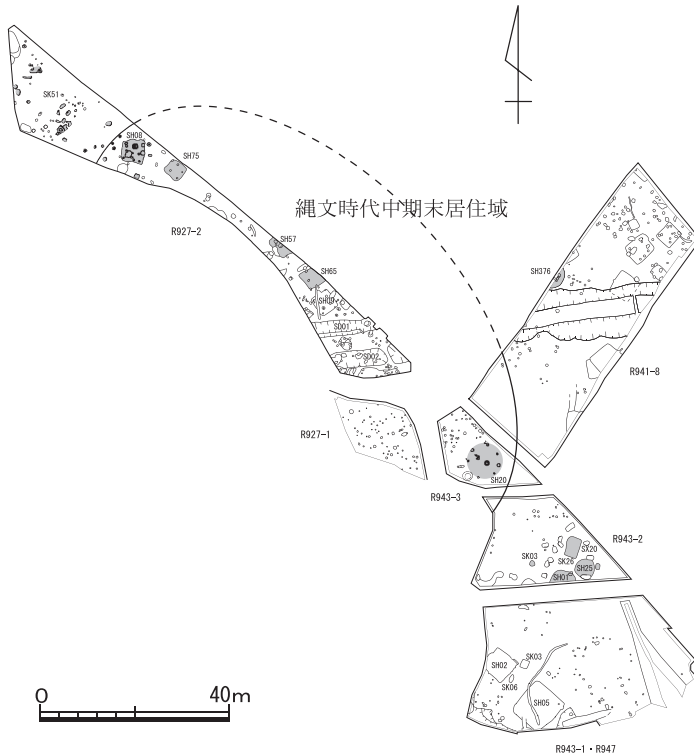 SK51
SH08
SH75
縄文時代中期末居住域
R927-2
SH57
SH65
SH09
SD01
SD02
SH376
R941-8
R927-1
SH20
R943-3
R943-2
SK03
SX20
SK26
SH25
SH01
SH02
SK03
SK06
SH05
0
40m
R943-1・R947